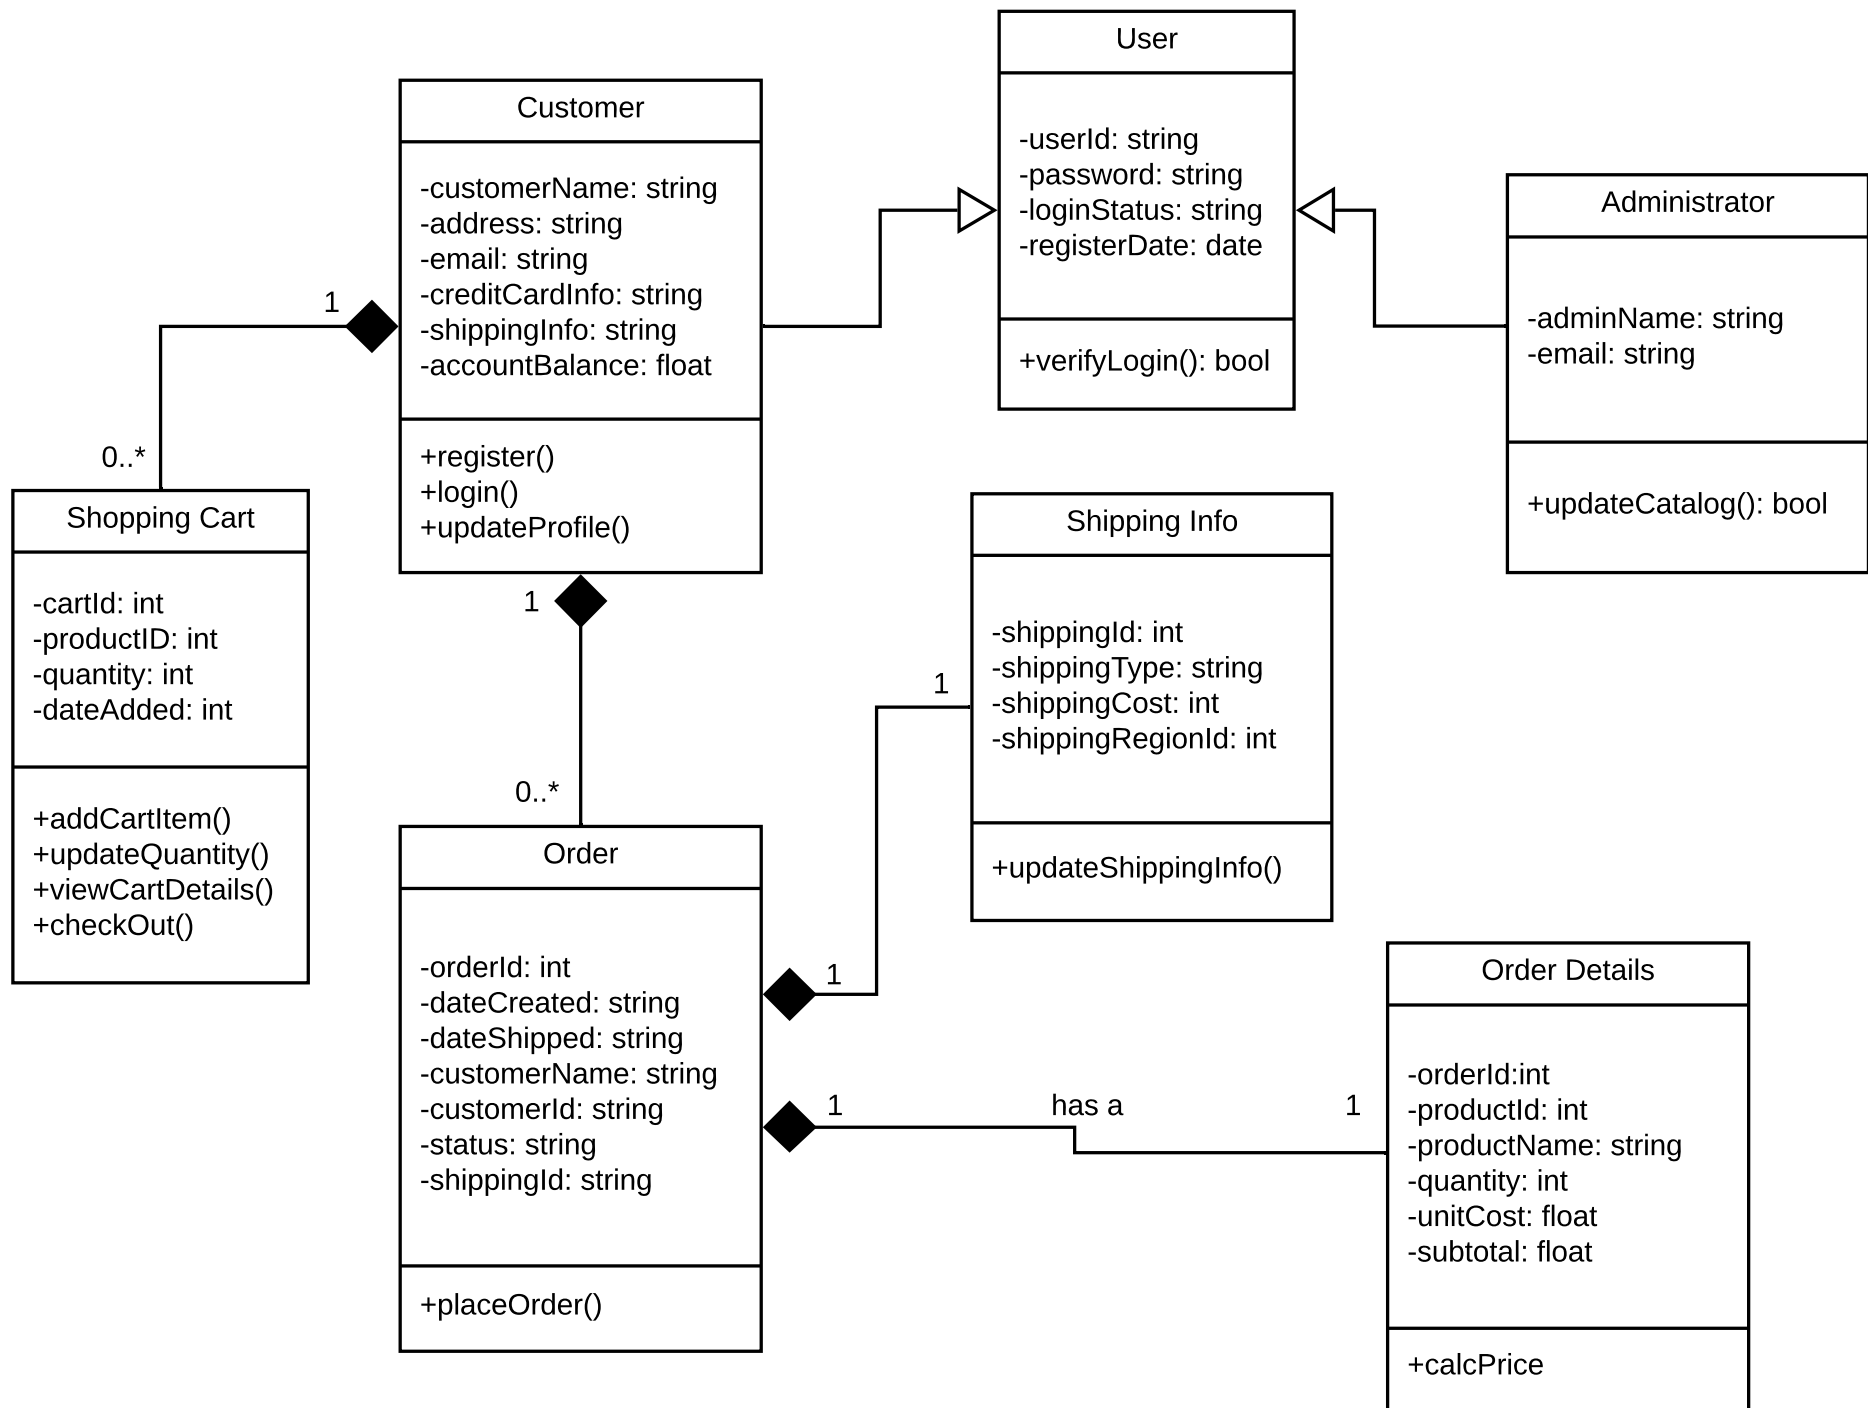 User
-userId: string
-password: string
-loginStatus: string
-registerDate: date
+verifyLogin(): bool
Customer
-customerName: string
-address: string
-email: string
-creditCardInfo: string
-shippingInfo: string
-accountBalance: float
+register()
+login()
+updateProfile()
Administrator
-adminName: string
-email: string
+updateCatalog(): bool
1
0..*
Shopping Cart
-cartId: int
-productID: int
-quantity: int
-dateAdded: int
+addCartItem()
+updateQuantity()
+viewCartDetails()
+checkOut()
1
0..*
Shipping Info
-shippingId: int
-shippingType: string
-shippingCost: int
-shippingRegionId: int
+updateShippingInfo()
1
1
Order
-orderId: int
-dateCreated: string
-dateShipped: string
-customerName: string
-customerId: string
-status: string
-shippingId: string
+placeOrder()
1
has a
1
Order Details
-orderId:int
-productId: int
-productName: string
-quantity: int
-unitCost: float
-subtotal: float
+calcPrice